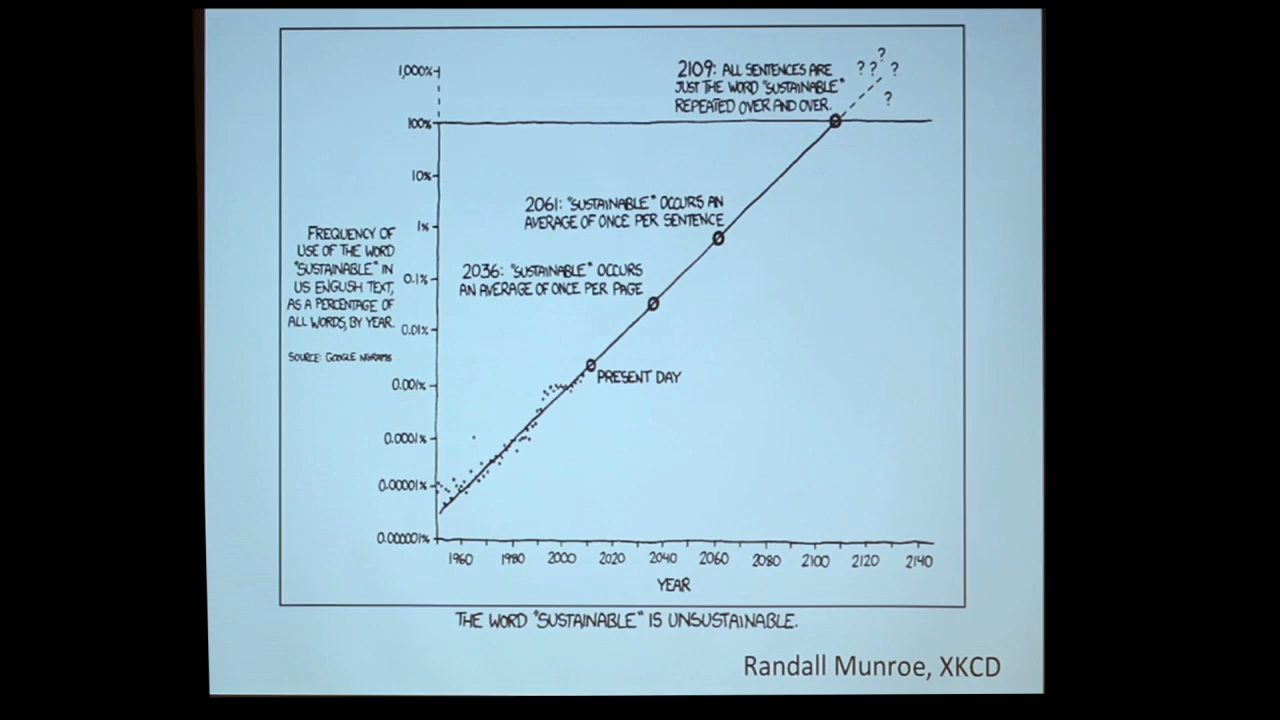 1,000%
2109: ALL SENTENCES ARE
JUST THE WORD "SUSTAINABLE"
REPEATED OVER AND OVER.
? ? ? ? ?
100%
10%
2061: "SUSTAINABLE" OCCURS AN
AVERAGE OF ONCE PER SENTENCE
1%
FREQUENCY OF
USE OF THE WORD
"SUSTAINABLE" IN
US ENGLISH TEXT,
AS A PERCENTAGE OF
ALL WORDS, BY YEAR.
SOURCE: GOOGLE NGRAMS
2036: "SUSTAINABLE" OCCURS
AN AVERAGE OF ONCE PER PAGE
0.1%
0.01%
PRESENT DAY
0.001%
0.0001%
0.00001%
0.000001%
1960 1980 2000 2020 2040 2060 2080 2100 2120 2140
YEAR
THE WORD "SUSTAINABLE" IS UNSUSTAINABLE.
Randall Munroe, XKCD